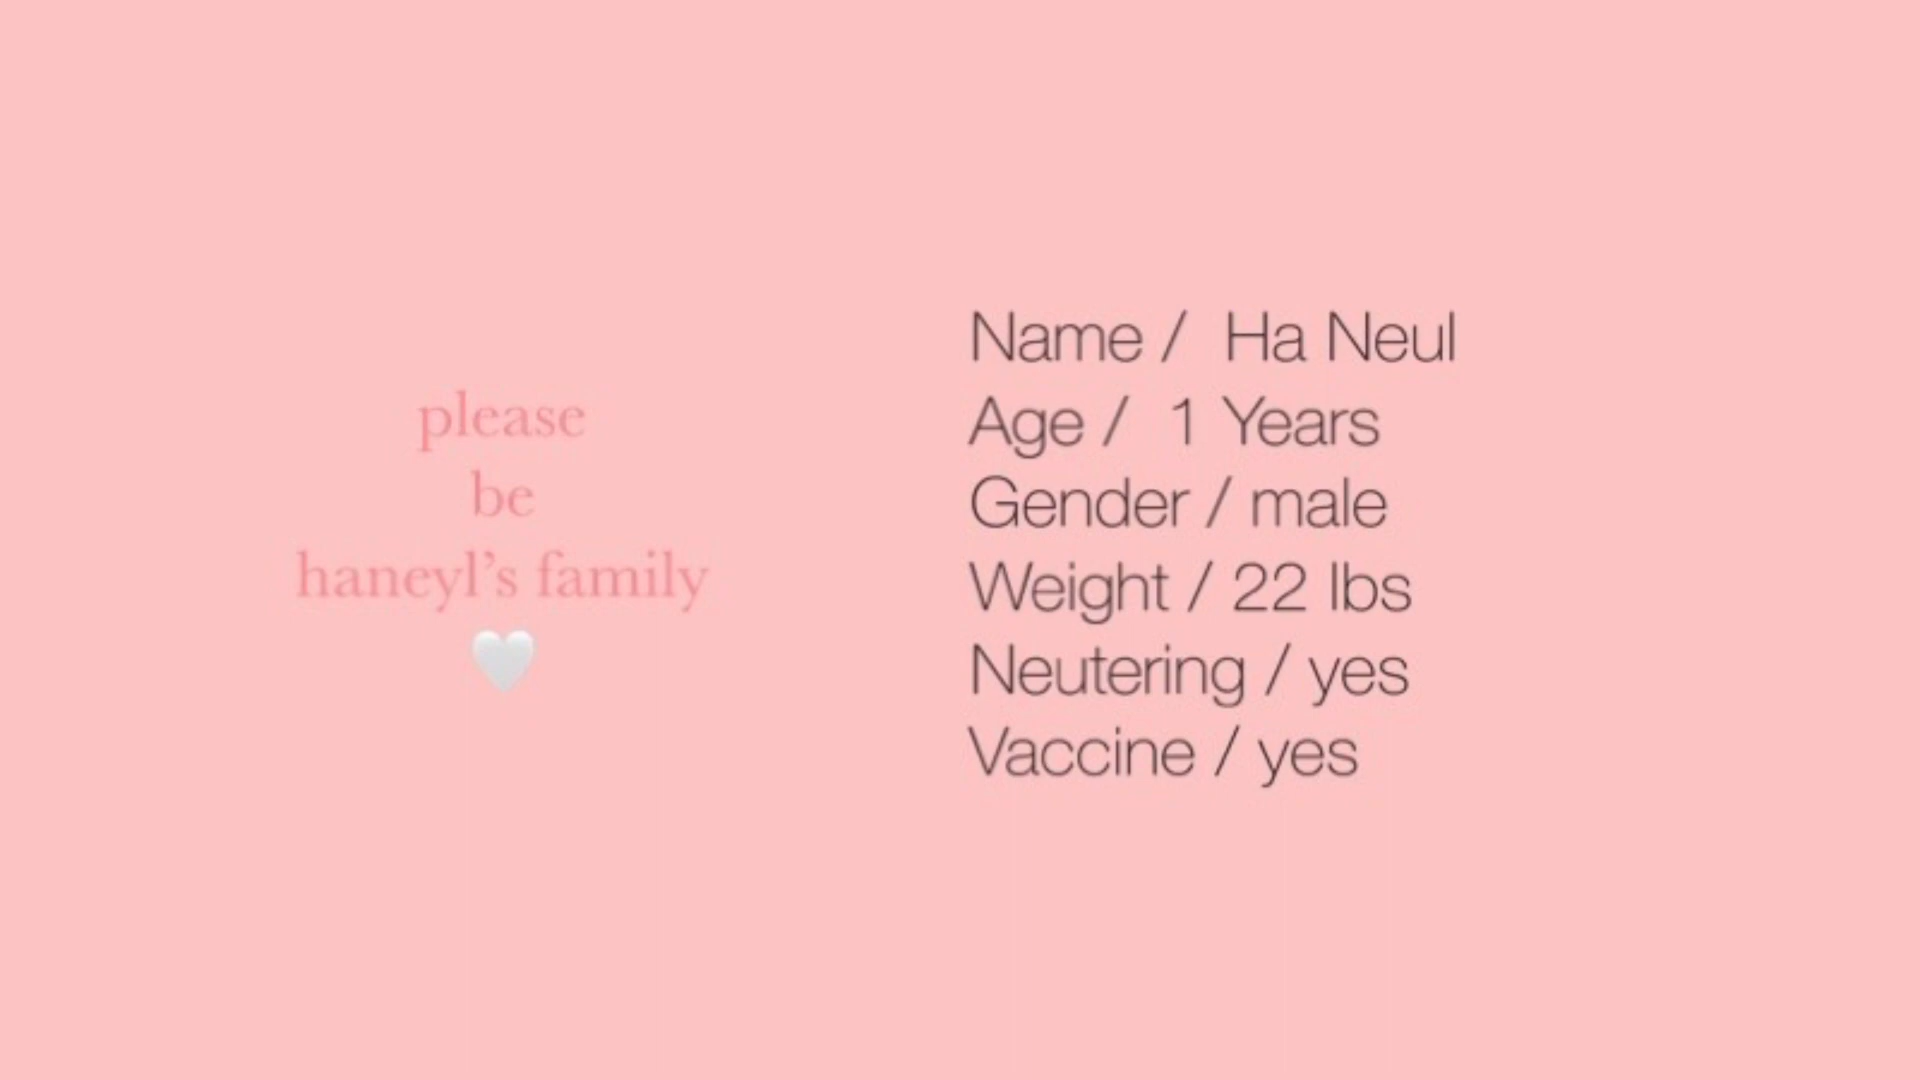 please
be
haneyl's family
🤍
Name / Ha Neul
Age / 1 Years
Gender / male
Weight / 22 lbs
Neutering / yes
Vaccine / yes